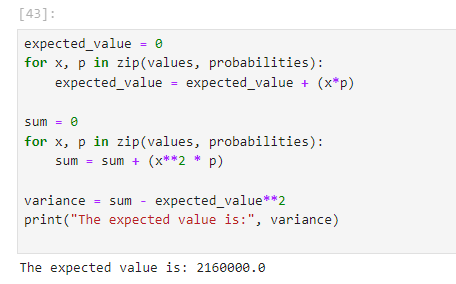 [43]:
expected_value = 0
for x, p in zip(values, probabilities):
    expected_value = expected_value + (x*p)
sum = 0
for x, p in zip(values, probabilities):
    sum = sum + (x**2 * p)
variance = sum - expected_value**2
print("The expected value is:", variance)
The expected value is: 2160000.0